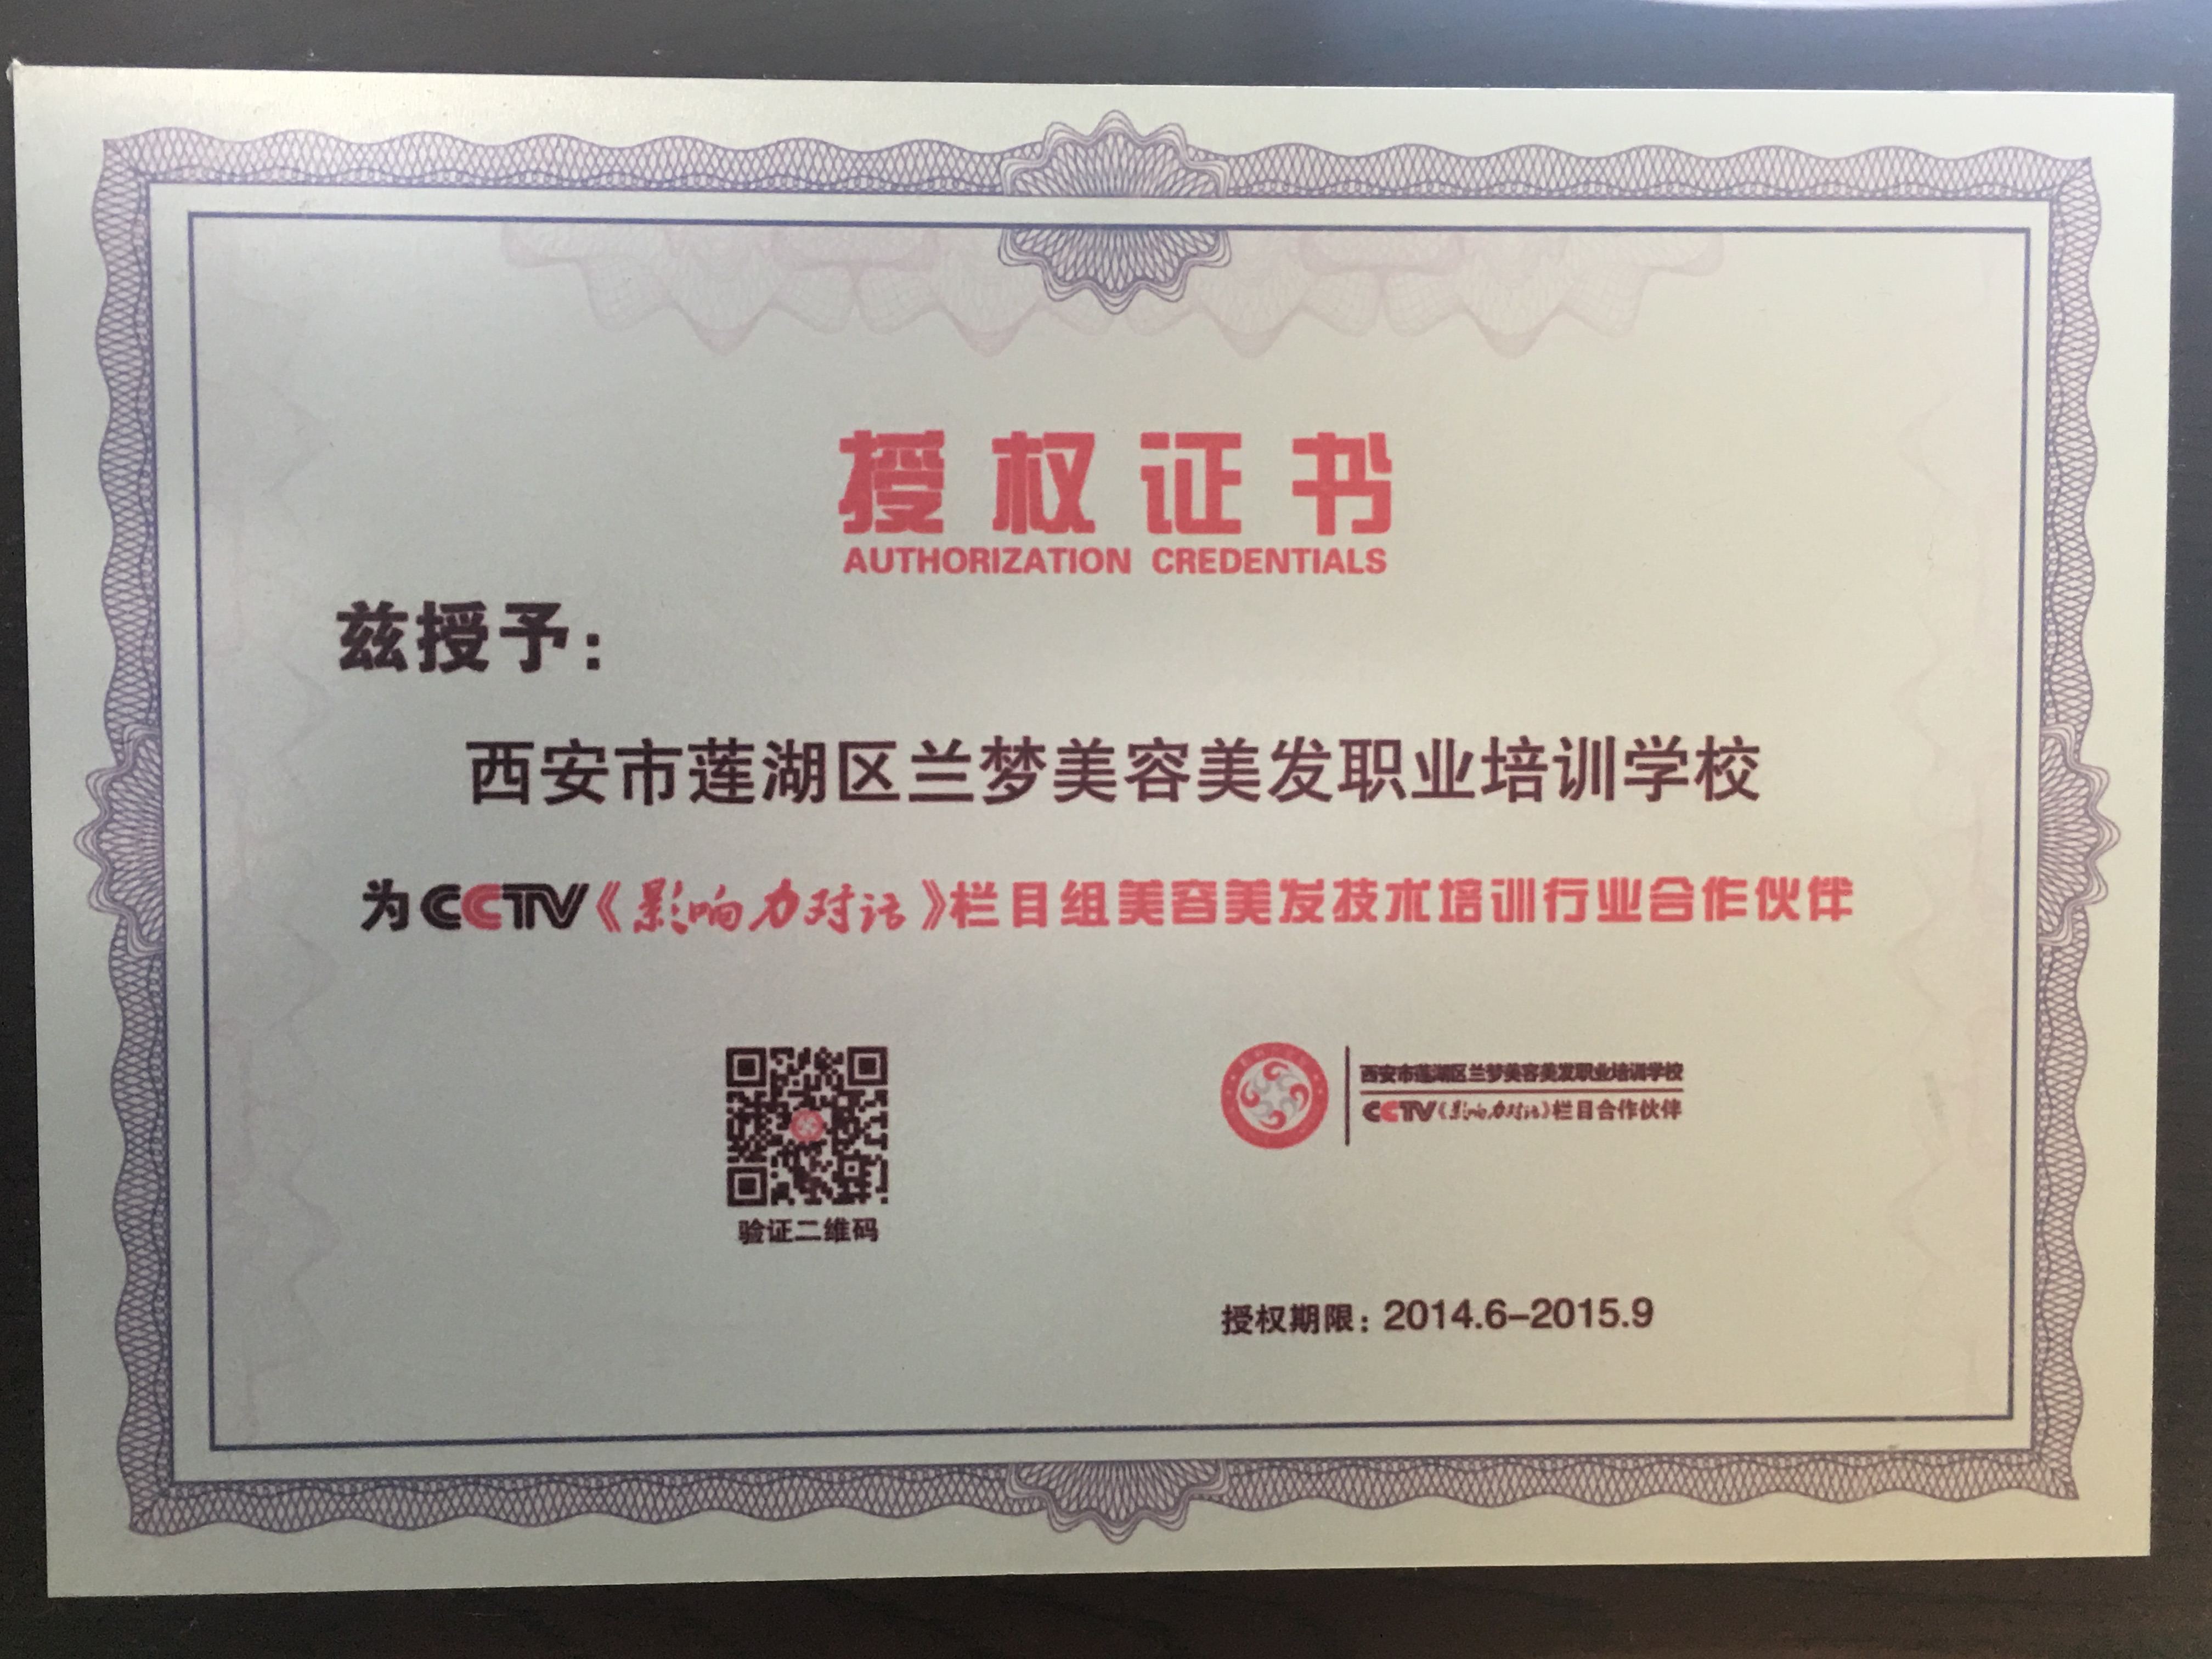 授权证书
AUTHORIZATION CREDENTIALS
兹授予：
西安市莲湖区兰梦美容美发职业培训学校
为CCTV《影响力对话》栏目组美容美发技术培训行业合作伙伴
西安市莲湖区兰梦美容美发职业培训学校
CCTV《影响力对话》栏目合作伙伴
验证二维码
授权期限：2014.6-2015.9